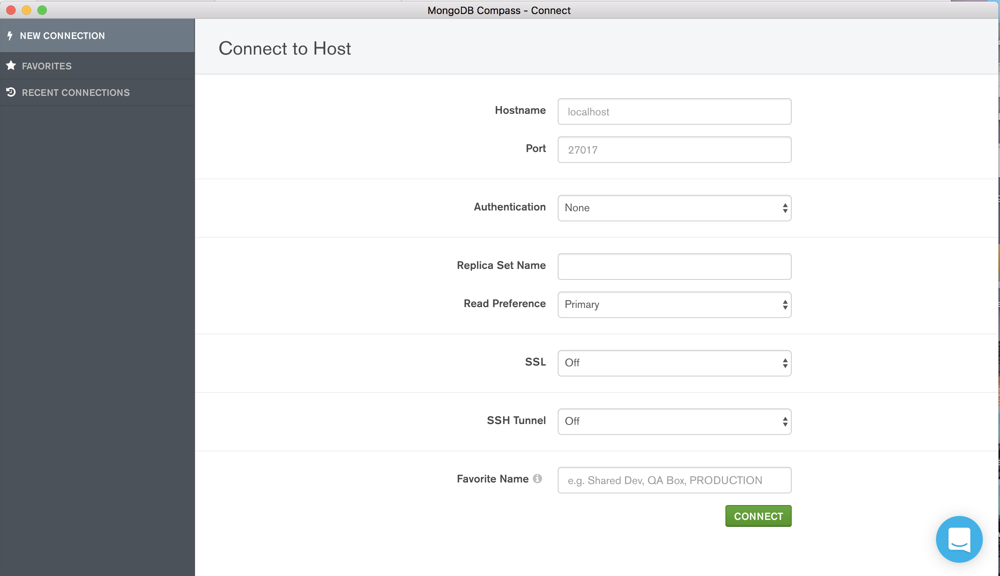 MongoDB Compass - Connect
NEW CONNECTION
FAVORITES
RECENT CONNECTIONS
Connect to Host
Hostname localhost
Port 27017
Authentication None
Replica Set Name
Read Preference Primary
SSL Off
SSH Tunnel Off
Favorite Name e.g. Shared Dev, QA Box, PRODUCTION
CONNECT